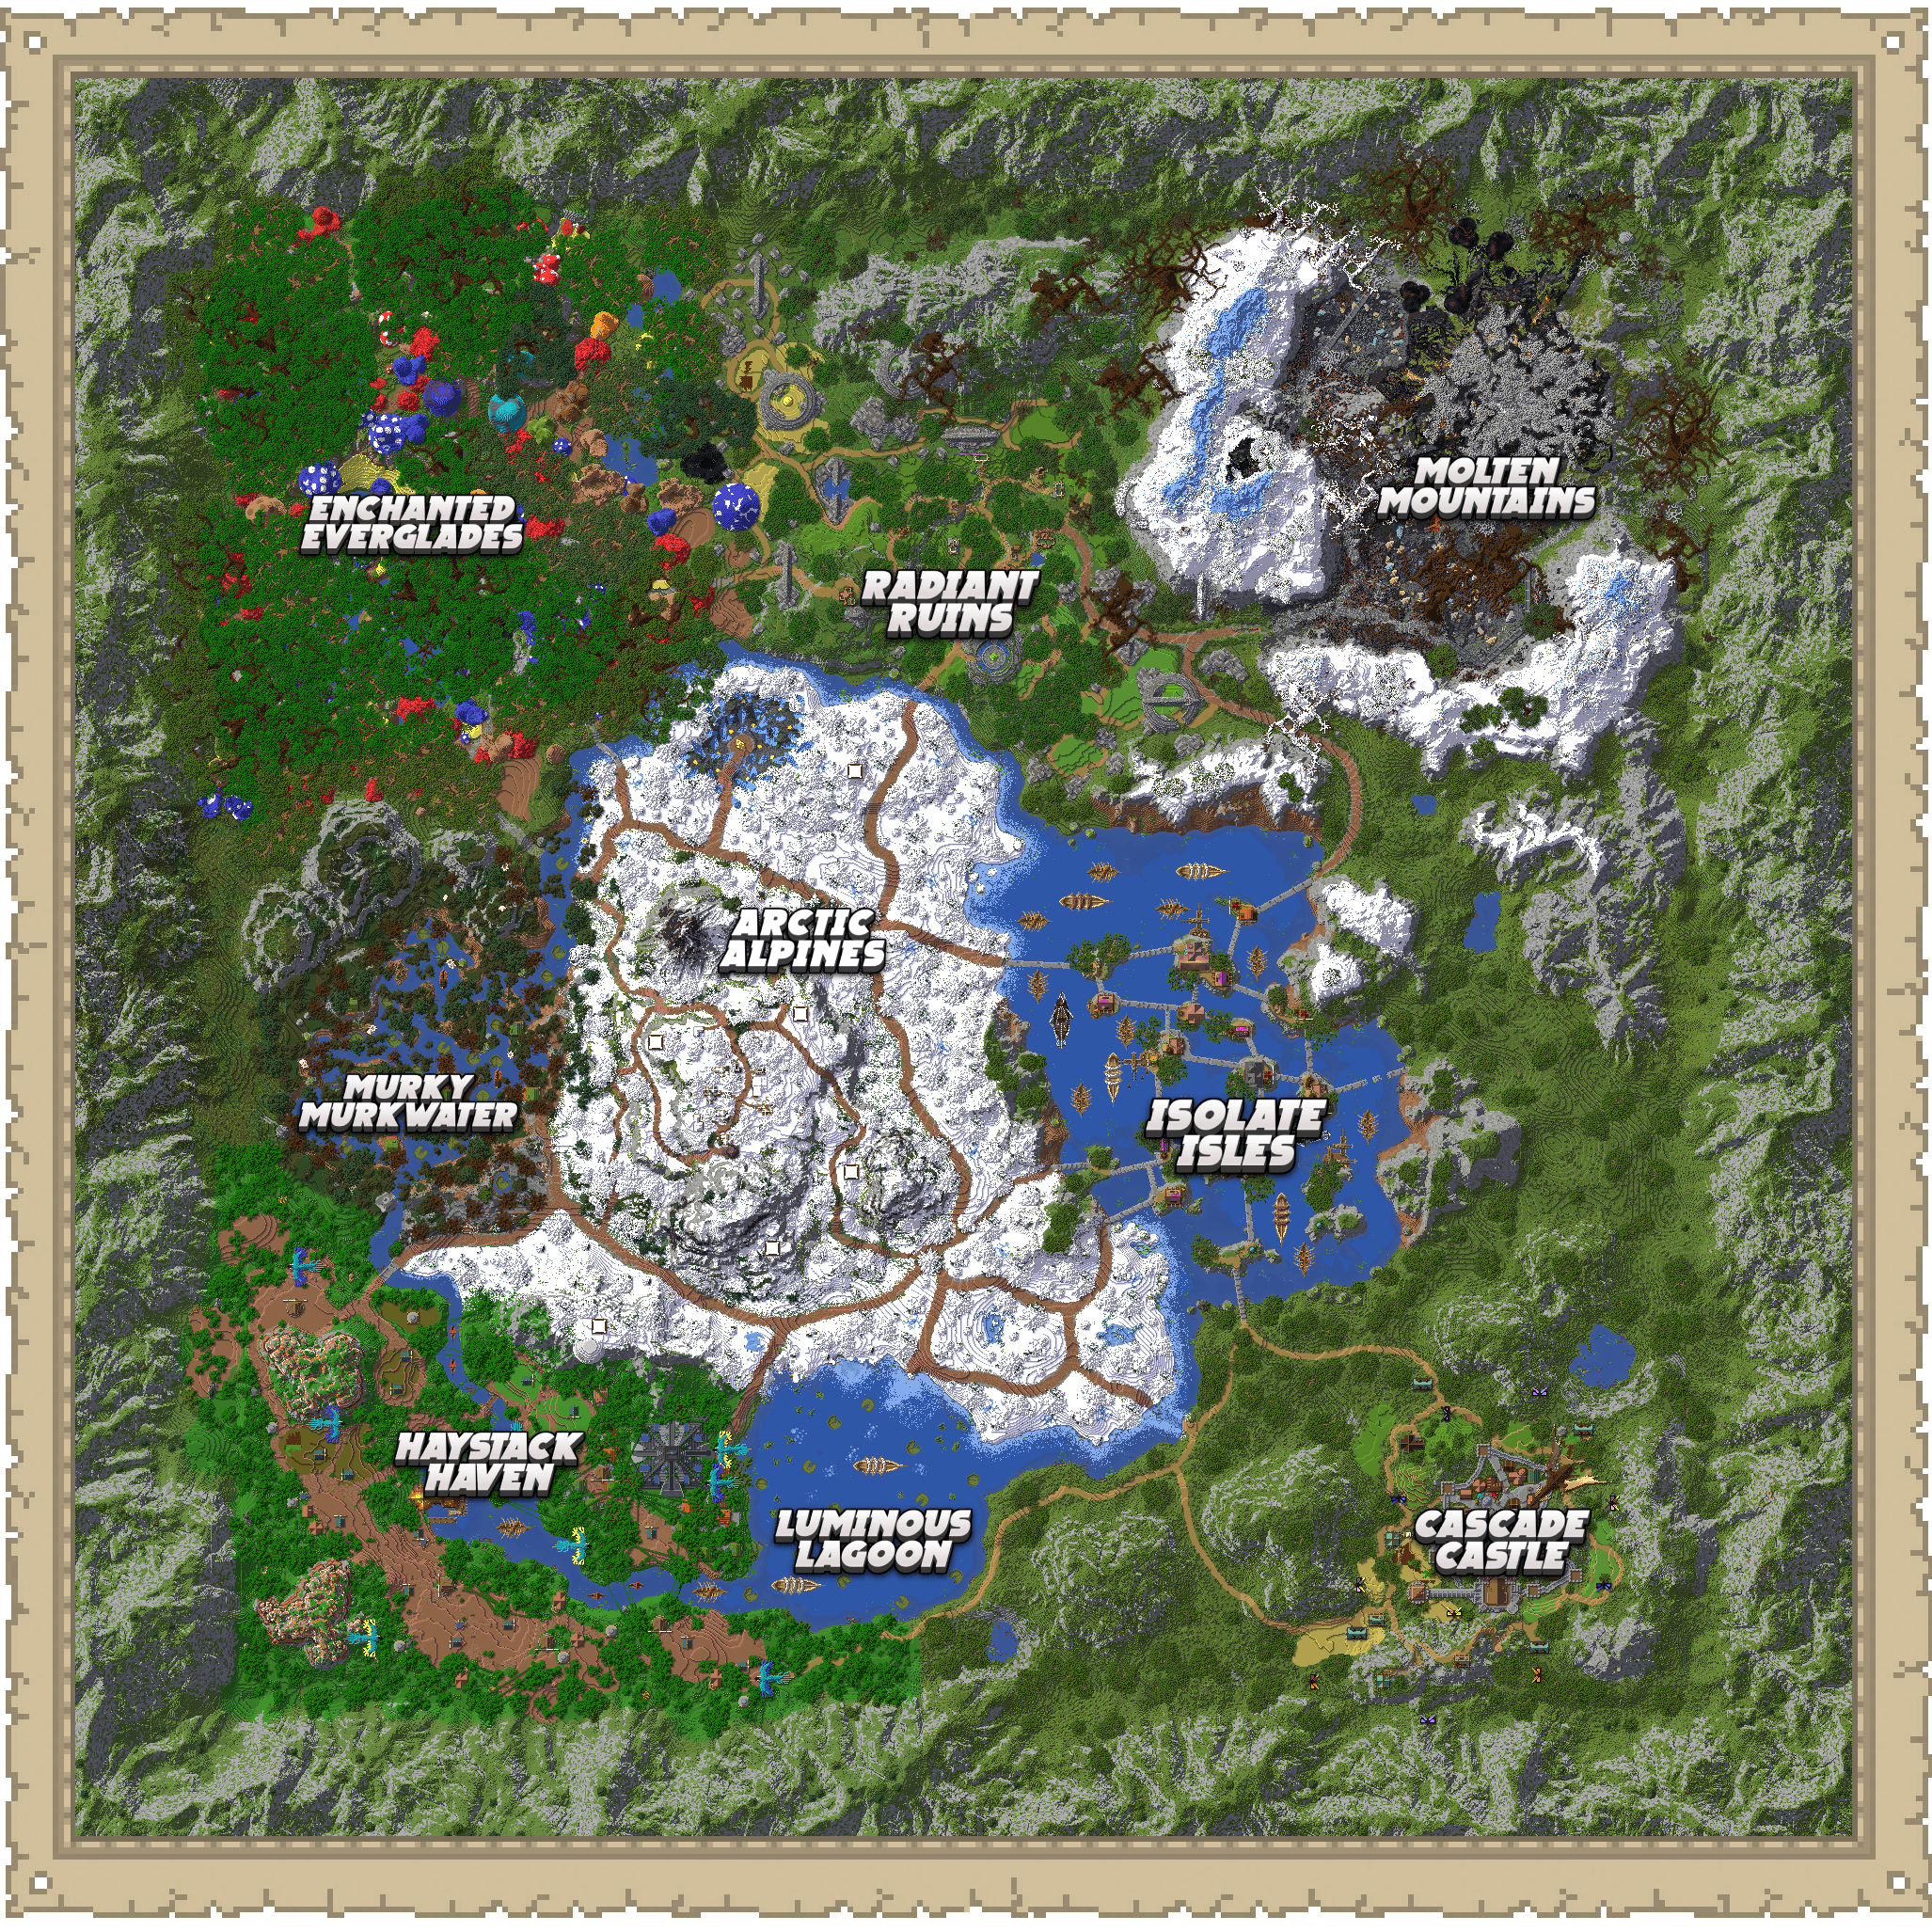 ENCHANTED
EVERGLADES
MOLTEN
MOUNTAINS
RADIANT
RUINS
ARCTIC
ALPINES
MURKY
MURKWATER
ISOLATE
ISLES
HAYSTACK
HAVEN
LUMINOUS
LAGOON
CASCADE
CASTLE